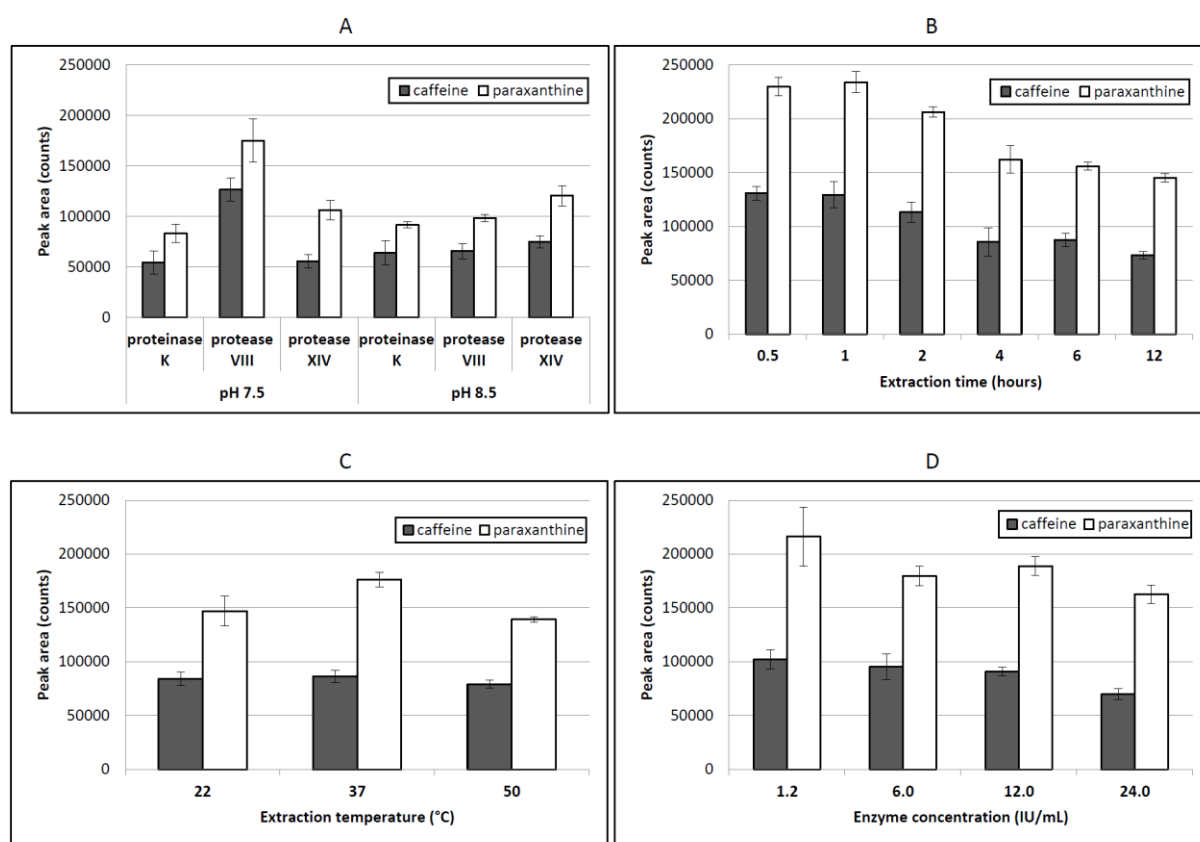 A
250000
200000
150000
100000
50000
0
Peak area (counts)
caffeine paraxanthine
proteinase K
protease VIII
protease XIV
proteinase K
protease VIII
protease XIV
pH 7.5 pH 8.5
B
250000
200000
150000
100000
50000
0
Peak area (counts)
caffeine paraxanthine
0.5 1 2 4 6 12
Extraction time (hours)
C
250000
200000
150000
100000
50000
0
Peak area (counts)
caffeine paraxanthine
22 37 50
Extraction temperature (°C)
D
250000
200000
150000
100000
50000
0
Peak area (counts)
caffeine paraxanthine
1.2 6.0 12.0 24.0
Enzyme concentration (IU/mL)